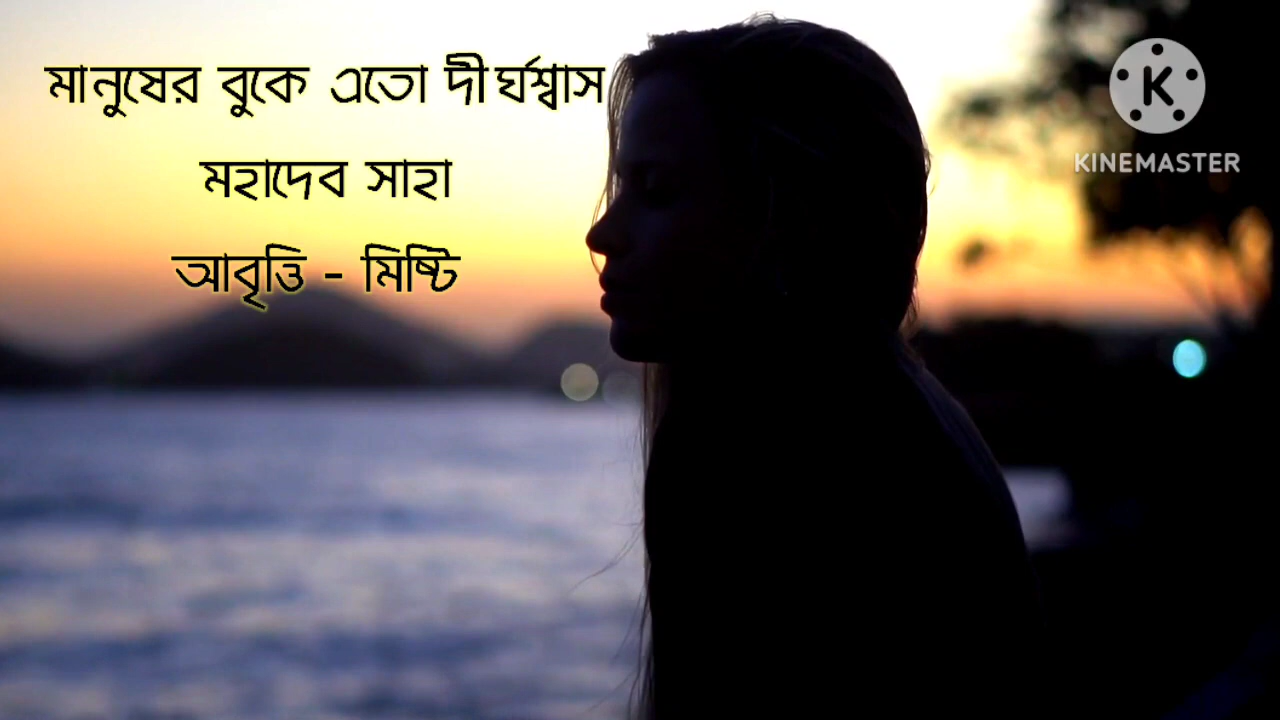 মানুষের বুকে এতো দীর্ঘশ্বাস
মহাদেব সাহা
আবৃত্তি - মিষ্টি
K
KINEMASTER